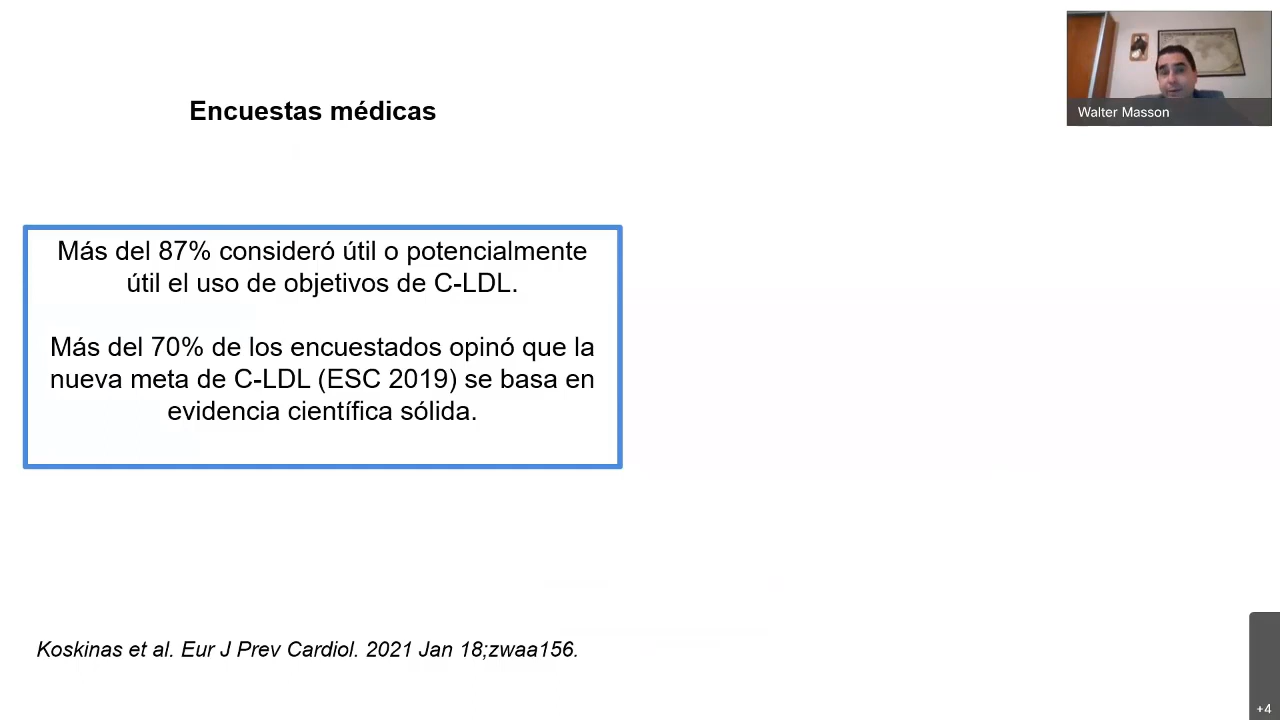 Encuestas médicas
Walter Masson
Más del 87% consideró útil o potencialmente
útil el uso de objetivos de C-LDL.
Más del 70% de los encuestados opinó que la
nueva meta de C-LDL (ESC 2019) se basa en
evidencia científica sólida.
Koskinas et al. Eur J Prev Cardiol. 2021 Jan 18;zwaa156.
+4